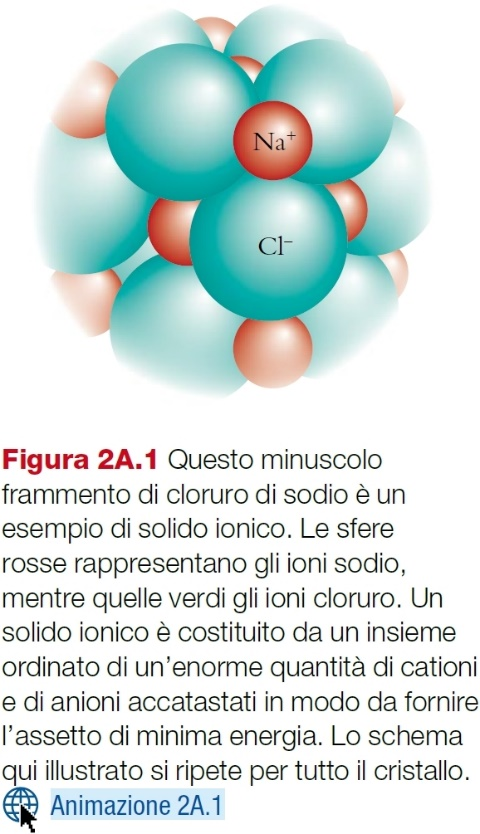 Na⁺
Cl⁻
Figura 2A.1 Questo minuscolo
frammento di cloruro di sodio è un
esempio di solido ionico. Le sfere
rosse rappresentano gli ioni sodio,
mentre quelle verdi gli ioni cloruro. Un
solido ionico è costituito da un insieme
ordinato di un’enorme quantità di cationi
e di anioni accatastati in modo da fornire
l’assetto di minima energia. Lo schema
qui illustrato si ripete per tutto il cristallo.
Animazione 2A.1